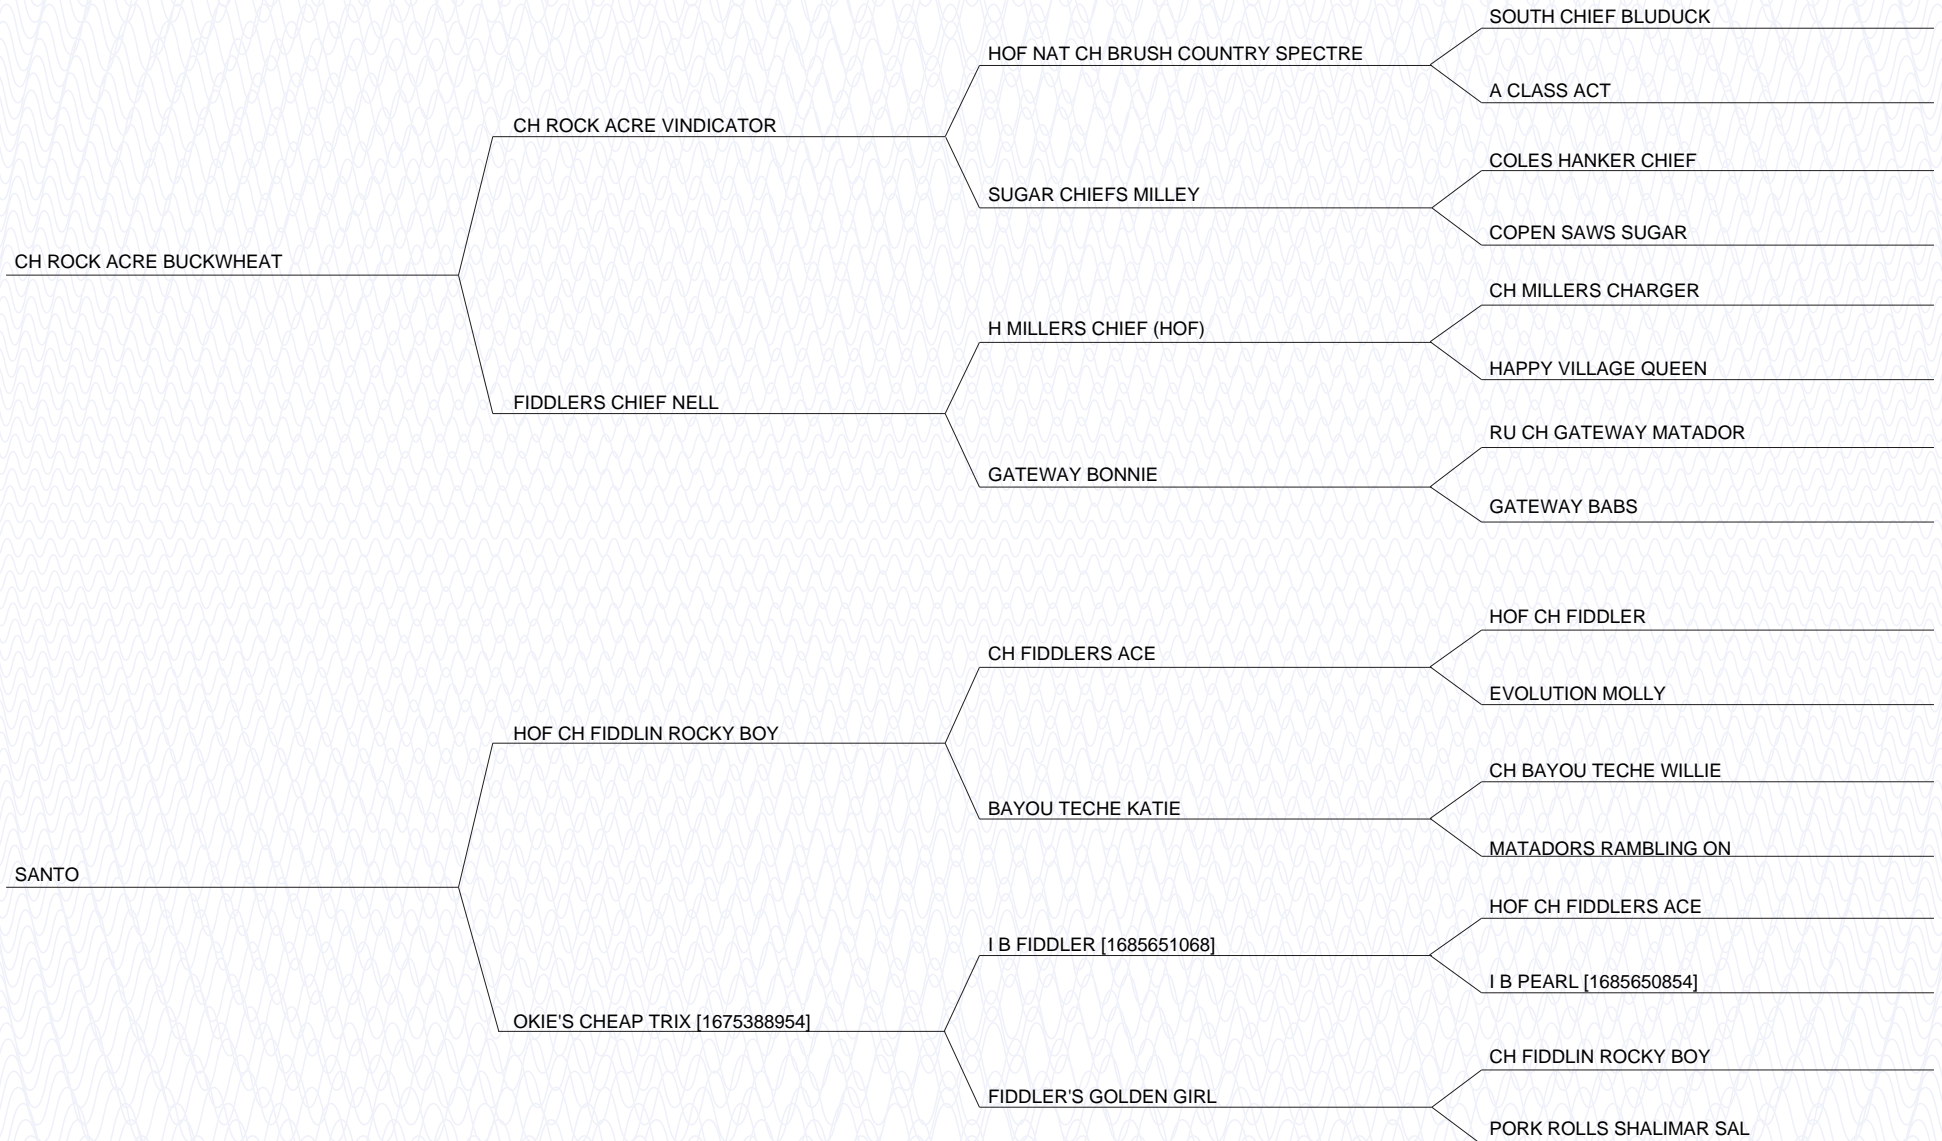 SOUTH CHIEF BLUDUCK
HOF NAT CH BRUSH COUNTRY SPECTRE
A CLASS ACT
CH ROCK ACRE VINDICATOR
COLES HANKER CHIEF
SUGAR CHIEFS MILLEY
COPEN SAWS SUGAR
CH ROCK ACRE BUCKWHEAT
CH MILLERS CHARGER
H MILLERS CHIEF (HOF)
HAPPY VILLAGE QUEEN
FIDDLERS CHIEF NELL
RU CH GATEWAY MATADOR
GATEWAY BONNIE
GATEWAY BABS
HOF CH FIDDLER
CH FIDDLERS ACE
EVOLUTION MOLLY
HOF CH FIDDLIN ROCKY BOY
CH BAYOU TECHE WILLIE
BAYOU TECHE KATIE
MATADORS RAMBLING ON
SANTO
HOF CH FIDDLERS ACE
I B FIDDLER [1685651068]
I B PEARL [1685650854]
OKIE'S CHEAP TRIX [1675388954]
CH FIDDLIN ROCKY BOY
FIDDLER'S GOLDEN GIRL
PORK ROLLS SHALIMAR SAL